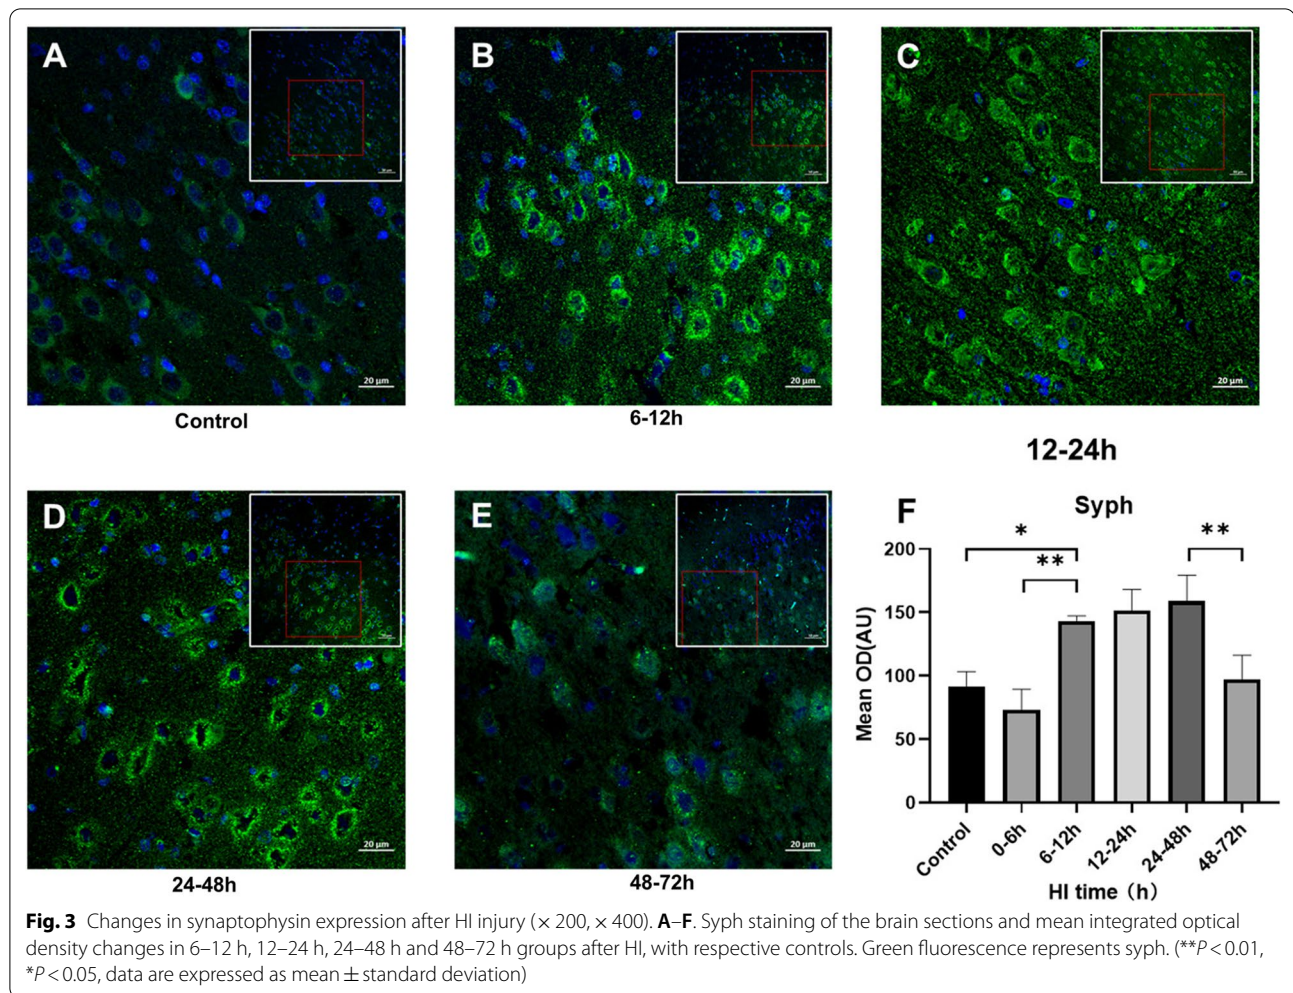 A
20 µm
Control
B
20 µm
6-12h
C
20 µm
12-24h
D
20 µm
24-48h
E
20 µm
48-72h
F
Syph
*
**
**
200
150
100
50
0
Mean OD(AU)
Control
0-6h
6-12h
12-24h
24-48h
48-72h
HI time（h）
Fig. 3 Changes in synaptophysin expression after HI injury (× 200, × 400). A–F. Syph staining of the brain sections and mean integrated optical
density changes in 6–12 h, 12–24 h, 24–48 h and 48–72 h groups after HI, with respective controls. Green fluorescence represents syph. (**P < 0.01,
*P < 0.05, data are expressed as mean ± standard deviation)